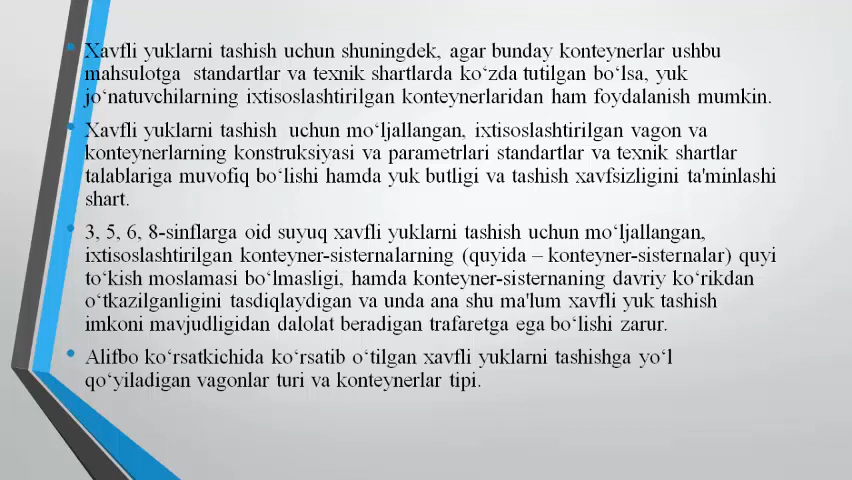 Xavfli yuklarni tashish uchun shuningdek, agar bunday konteynerlar ushbu
mahsulotga standartlar va texnik shartlarda ko‘zda tutilgan bo‘lsa, yuk
jo‘natuvchilarning ixtisoslashtirilgan konteynerlaridan ham foydalanish mumkin.
Xavfli yuklarni tashish uchun mo‘ljallangan, ixtisoslashtirilgan vagon va
konteynerlarning konstruksiyasi va parametrlari standartlar va texnik shartlar
talablariga muvofiq bo‘lishi hamda yuk butligi va tashish xavfsizligini ta'minlashi
shart.
3, 5, 6, 8-sinflarga oid suyuq xavfli yuklarni tashish uchun mo‘ljallangan,
ixtisoslashtirilgan konteyner-sisternalarning (quyida – konteyner-sisternalar) quyi
to‘kish moslamasi bo‘lmasligi, hamda konteyner-sisternaning davriy ko‘rikdan
o‘tkazilganligini tasdiqlaydigan va unda ana shu ma'lum xavfli yuk tashish
imkoni mavjudligidan dalolat beradigan trafaretga ega bo‘lishi zarur.
Alifbo ko‘rsatkichida ko‘rsatib o‘tilgan xavfli yuklarni tashishga yo‘l
qo‘yiladigan vagonlar turi va konteynerlar tipi.